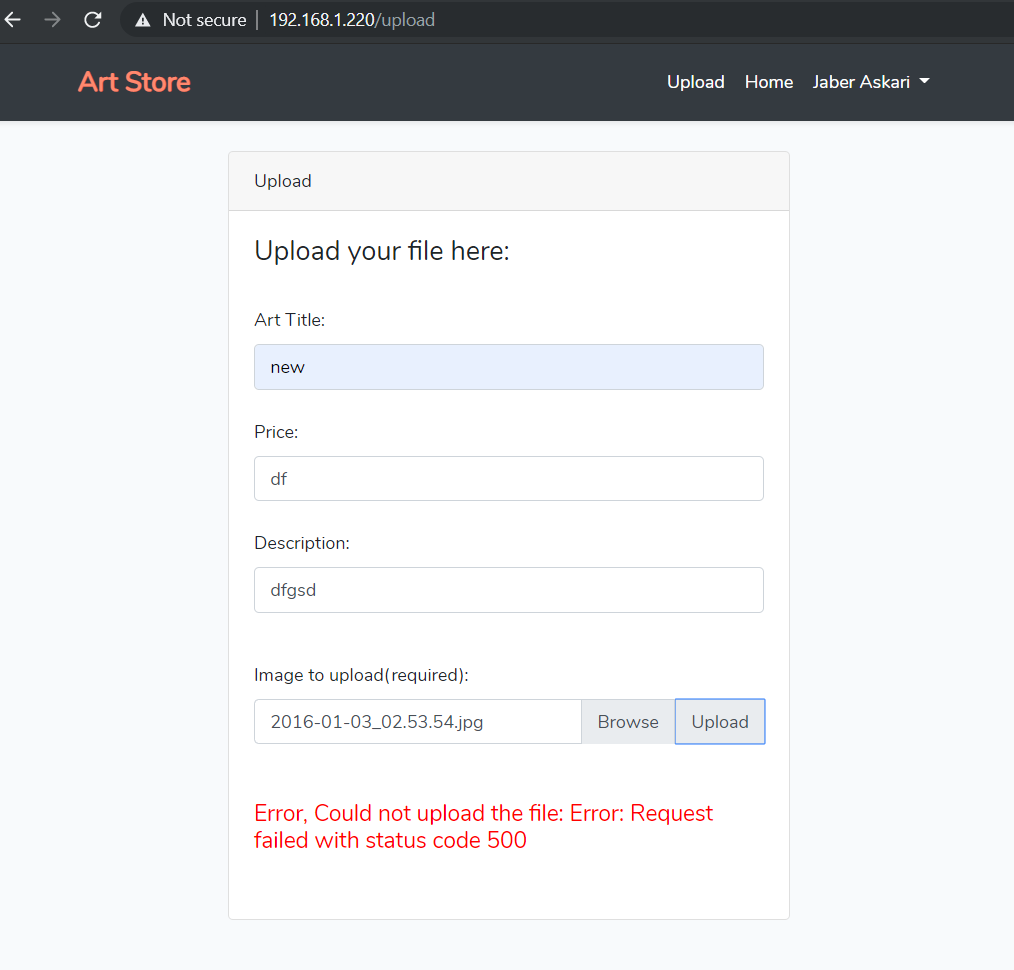 Not secure | 192.168.1.220/upload
Art Store
Upload Home Jaber Askari
Upload
Upload your file here:
Art Title:
new
Price:
df
Description:
dfgsd
Image to upload(required):
2016-01-03_02.53.54.jpg Browse Upload
Error, Could not upload the file: Error: Request
failed with status code 500